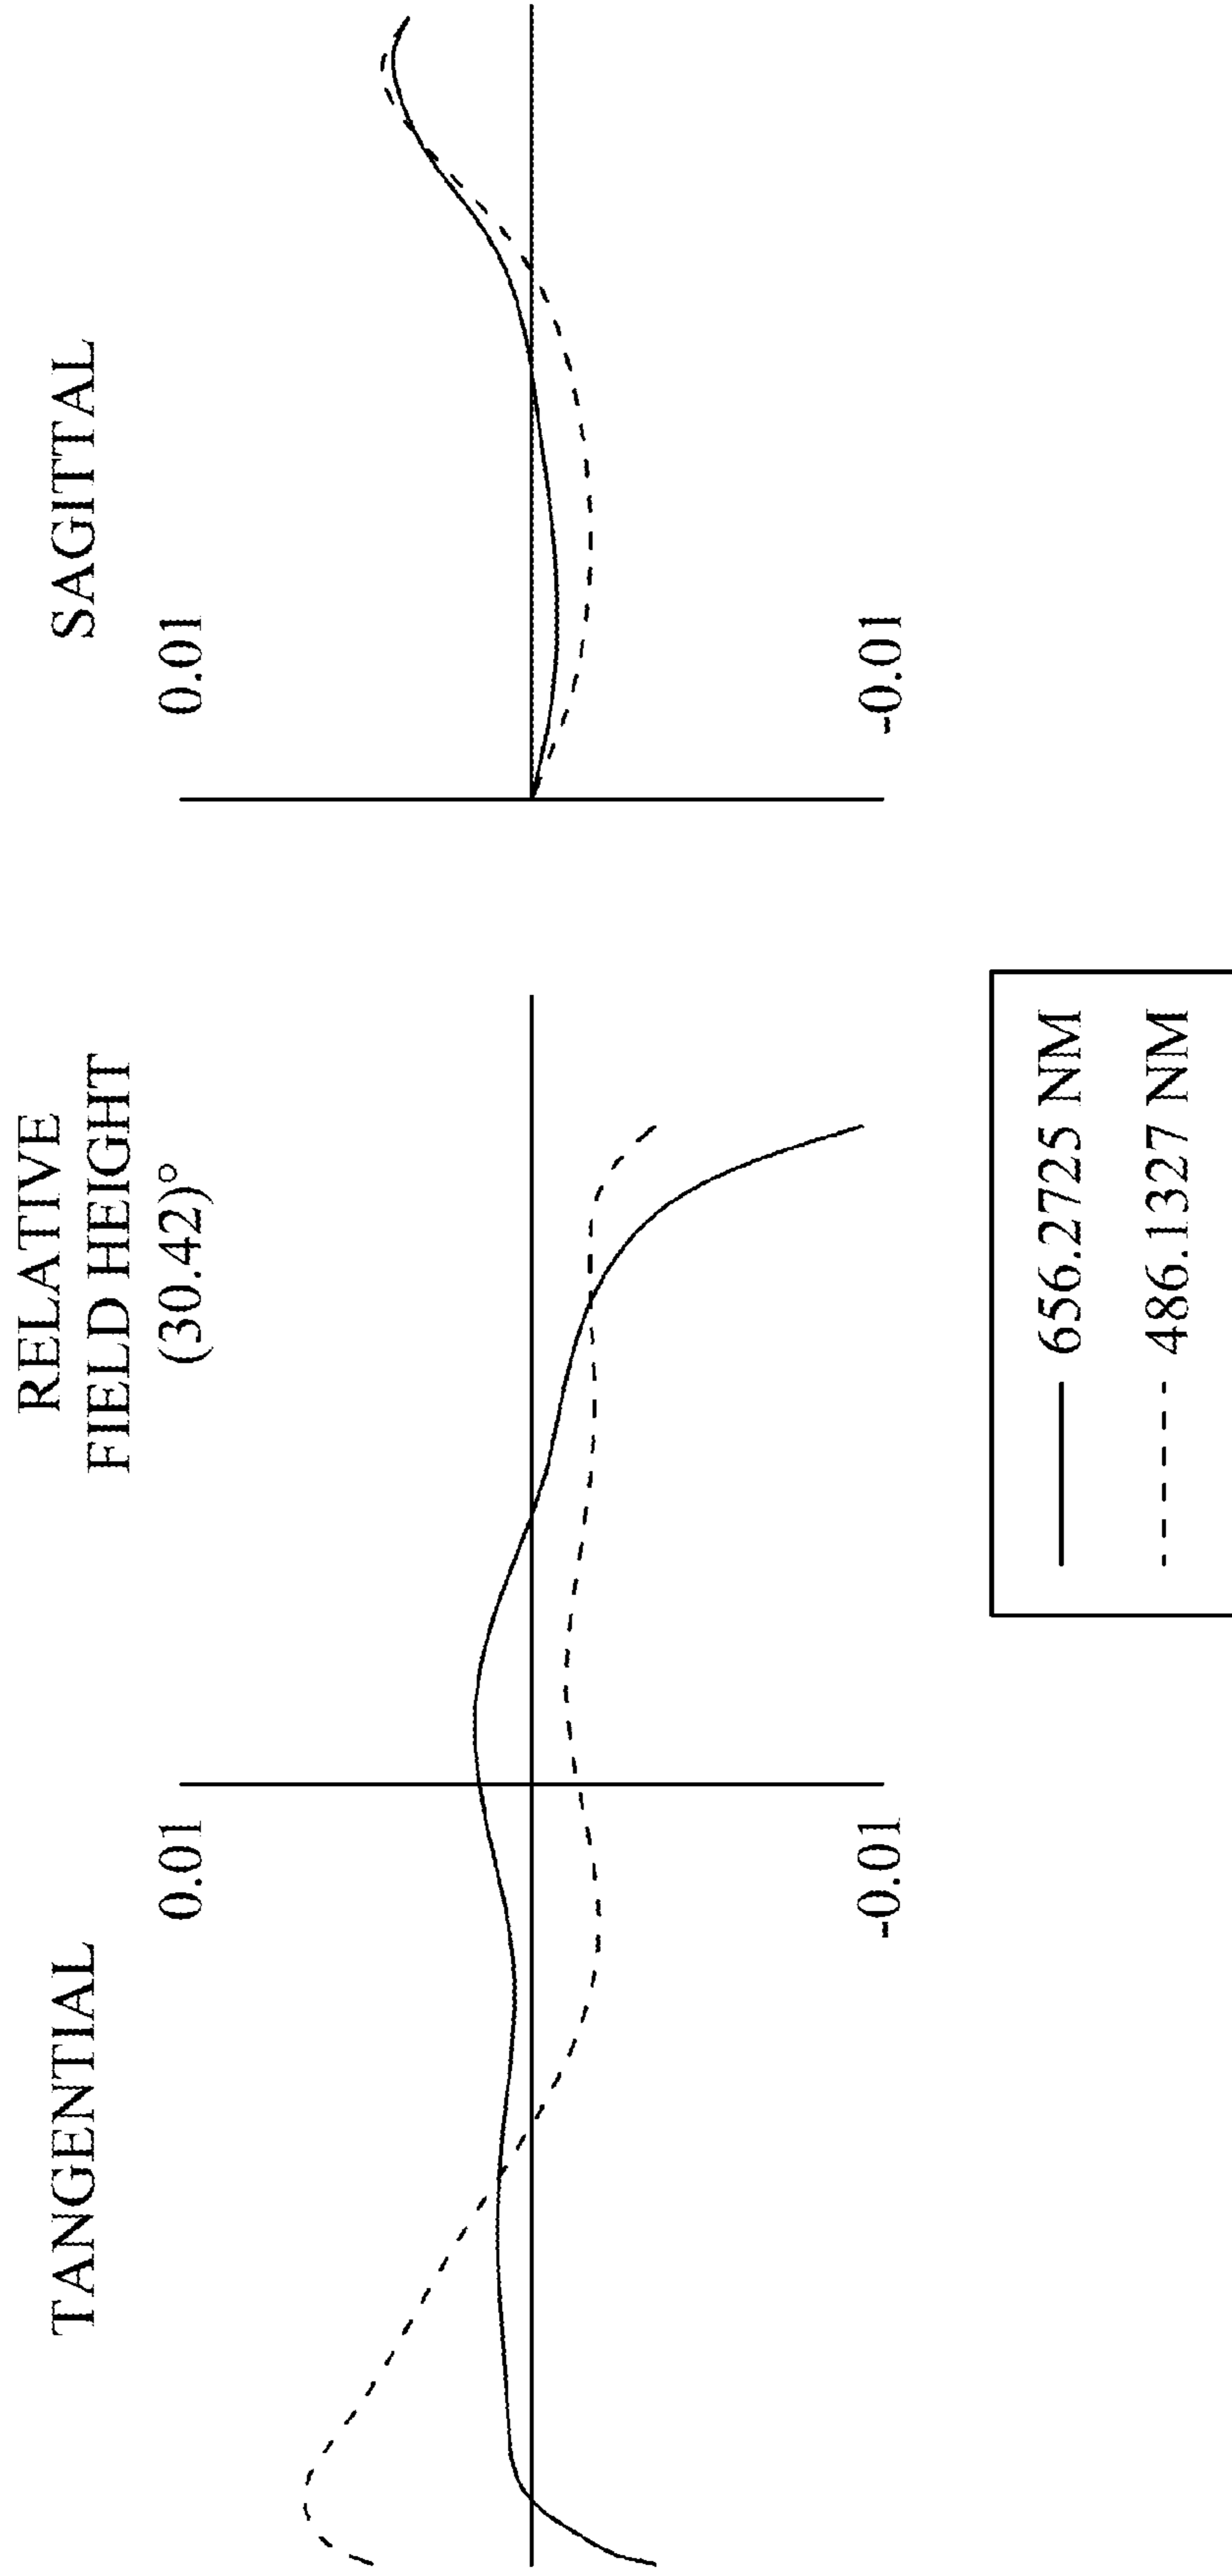 TANGENTIAL
RELATIVE
FIELD HEIGHT
(30.42)°
SAGITTAL
0.01
0.01
-0.01
-0.01
656.2725 NM
486.1327 NM